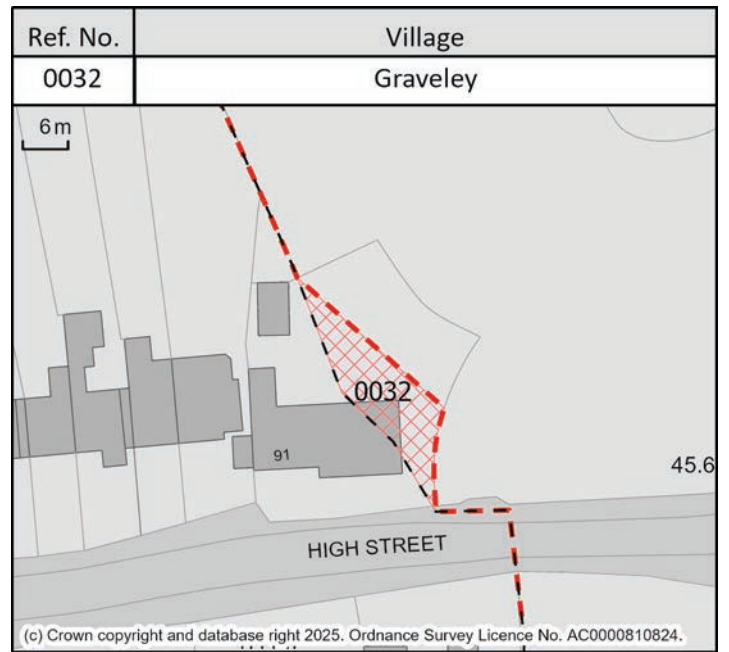 Ref. No. Village
0032 Graveley
6 m
0032
91
45.6
HIGH STREET
(c) Crown copyright and database right 2025. Ordnance Survey Licence No. AC0000810824.